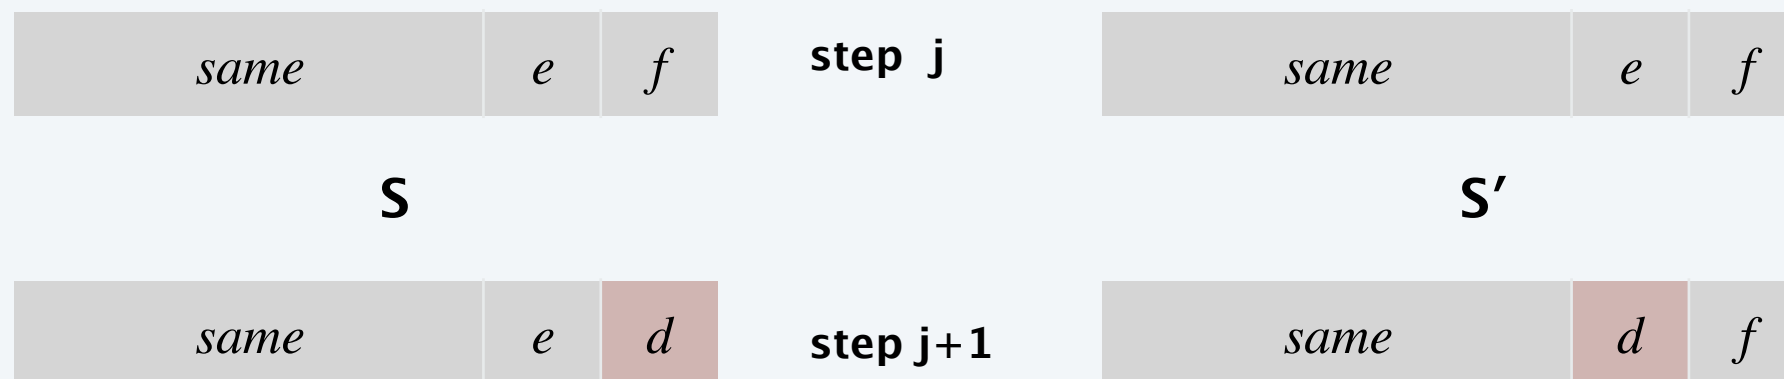 same e f step j same e f
S S′
same e d step j+1 same d f